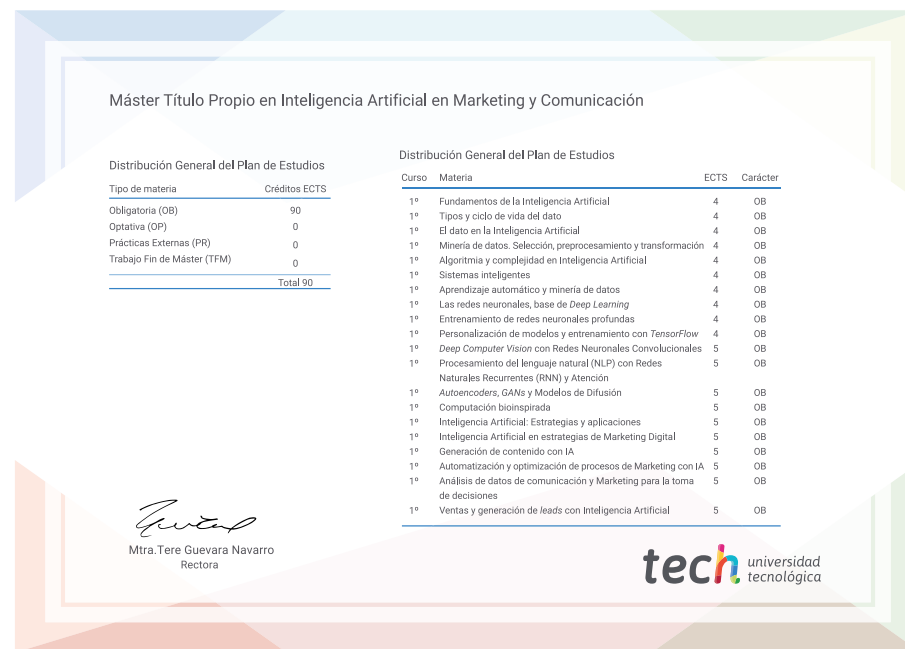 Máster Título Propio en Inteligencia Artificial en Marketing y Comunicación
Distribución General del Plan de Estudios
Tipo de materia Créditos ECTS
Obligatoria (OB) 90
Optativa (OP) 0
Prácticas Externas (PR) 0
Trabajo Fin de Máster (TFM) 0
Total 90
Distribución General del Plan de Estudios
Curso Materia ECTS Carácter
1º Fundamentos de la Inteligencia Artificial 4 OB
1º Tipos y ciclo de vida del dato 4 OB
1º El dato en la Inteligencia Artificial 4 OB
1º Minería de datos. Selección, preprocesamiento y transformación 4 OB
1º Algoritmia y complejidad en Inteligencia Artificial 4 OB
1º Sistemas inteligentes 4 OB
1º Aprendizaje automático y minería de datos 4 OB
1º Las redes neuronales, base de Deep Learning 4 OB
1º Entrenamiento de redes neuronales profundas 4 OB
1º Personalización de modelos y entrenamiento con TensorFlow 4 OB
1º Deep Computer Vision con Redes Neuronales Convolucionales 5 OB
1º Procesamiento del lenguaje natural (NLP) con Redes 5 OB
Naturales Recurrentes (RNN) y Atención
1º Autoencoders, GANs y Modelos de Difusión 5 OB
1º Computación bioinspirada 5 OB
1º Inteligencia Artificial: Estrategias y aplicaciones 5 OB
1º Inteligencia Artificial en estrategias de Marketing Digital 5 OB
1º Generación de contenido con IA 5 OB
1º Automatización y optimización de procesos de Marketing con IA 5 OB
1º Análisis de datos de comunicación y Marketing para la toma 5 OB
de decisiones
1º Ventas y generación de leads con Inteligencia Artificial 5 OB
Mtra.Tere Guevara Navarro
Rectora
tech universidad
tecnológica